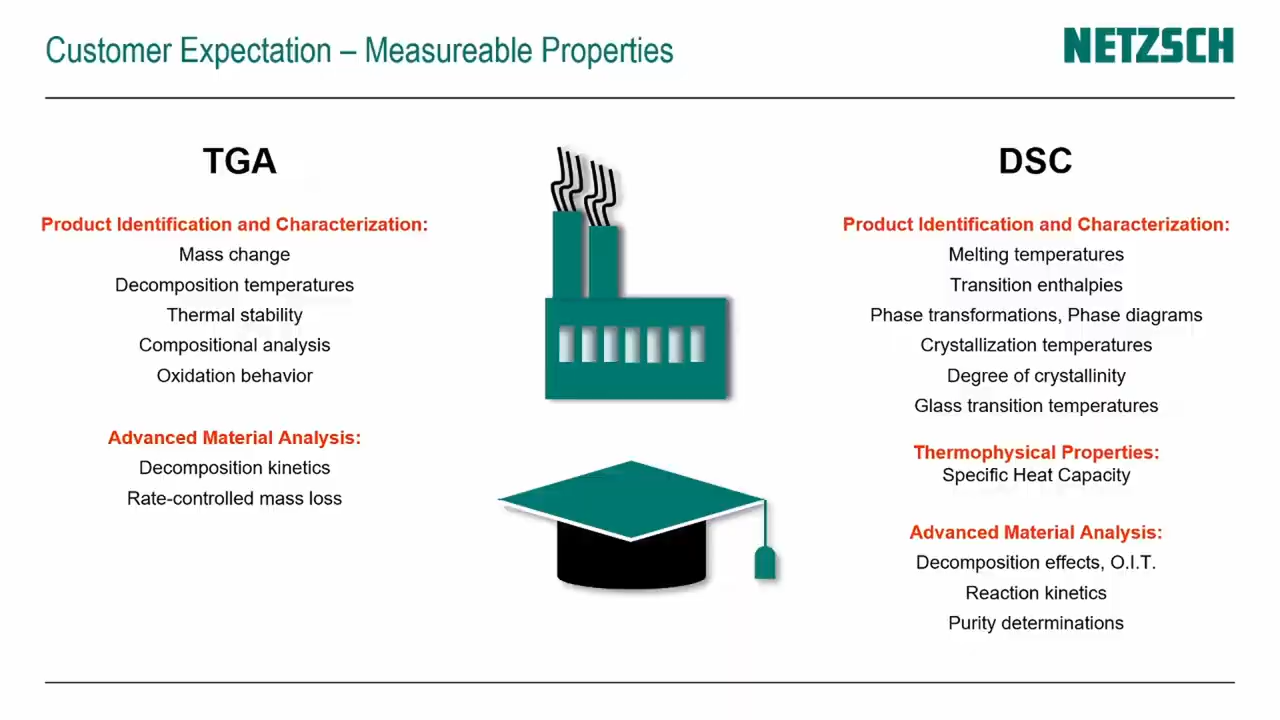 Customer Expectation – Measureable Properties
NETZSCH
TGA
Product Identification and Characterization:
Mass change
Decomposition temperatures
Thermal stability
Compositional analysis
Oxidation behavior
Advanced Material Analysis:
Decomposition kinetics
Rate-controlled mass loss
DSC
Product Identification and Characterization:
Melting temperatures
Transition enthalpies
Phase transformations, Phase diagrams
Crystallization temperatures
Degree of crystallinity
Glass transition temperatures
Thermophysical Properties:
Specific Heat Capacity
Advanced Material Analysis:
Decomposition effects, O.I.T.
Reaction kinetics
Purity determinations